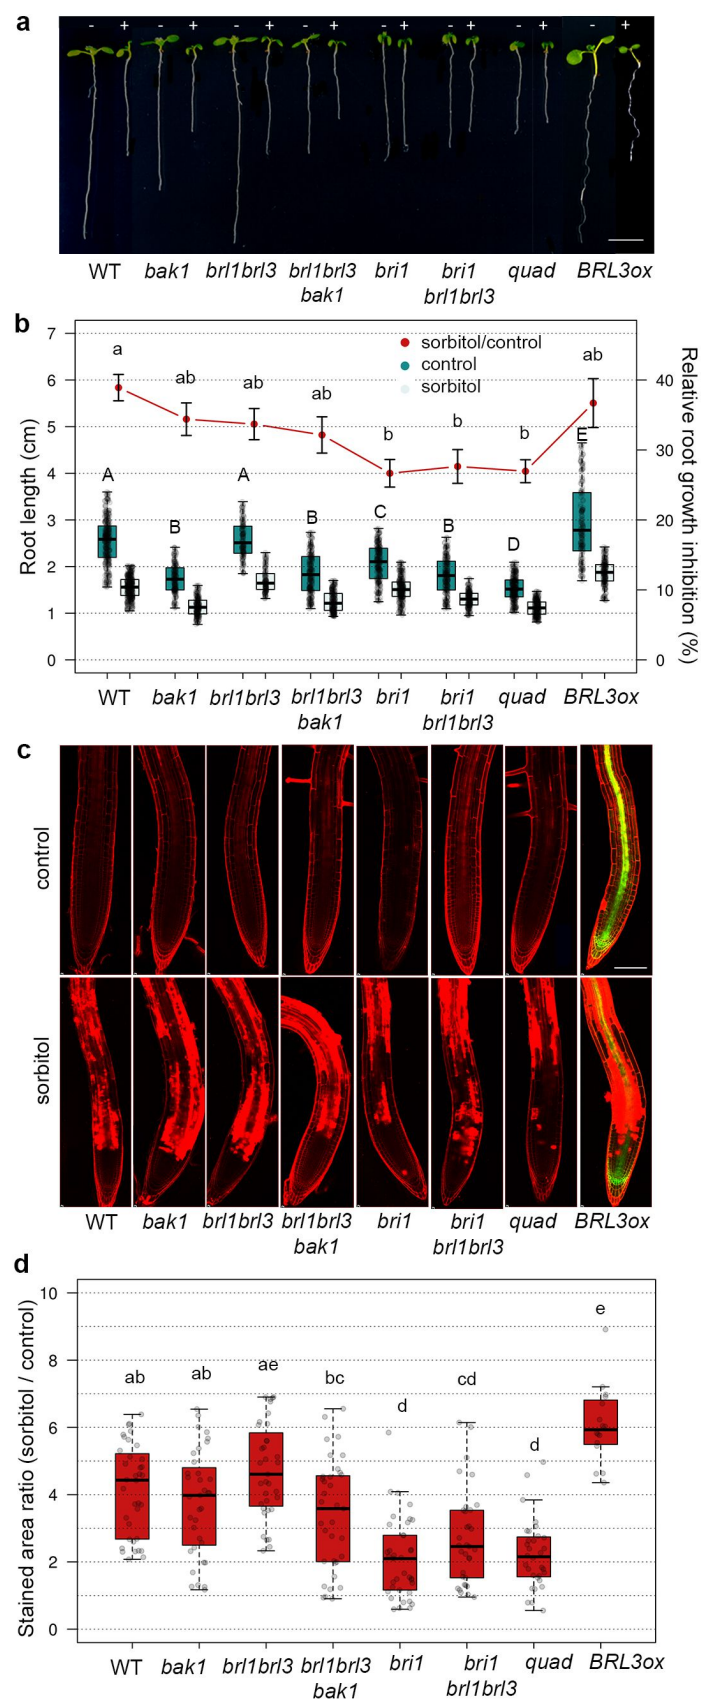 a
- + - + - + - + - + - + - + - +
WT bak1 brl1brl3 brl1brl3 bri1 bri1 quad BRL3ox
bak1 brl1brl3
b
7
6
5
4
3
2
1
0
Root length (cm)
sorbitol/control
control
sorbitol
40
30
20
10
0
Relative root growth inhibition (%)
a ab ab ab b b b ab
A B A B C B D E
WT bak1 brl1brl3 brl1brl3 bri1 bri1 quad BRL3ox
bak1 brl1brl3
c
control
sorbitol
WT bak1 brl1brl3 brl1brl3 bri1 bri1 quad BRL3ox
bak1 brl1brl3
d
10
8
6
4
2
0
Stained area ratio (sorbitol / control)
ab ab ae bc d cd d e
WT bak1 brl1brl3 brl1brl3 bri1 bri1 quad BRL3ox
bak1 brl1brl3